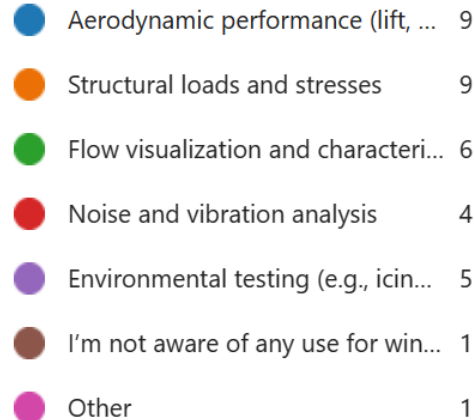 Aerodynamic performance (lift, ... 9
Structural loads and stresses 9
Flow visualization and characteri... 6
Noise and vibration analysis 4
Environmental testing (e.g., icin... 5
I’m not aware of any use for win... 1
Other 1